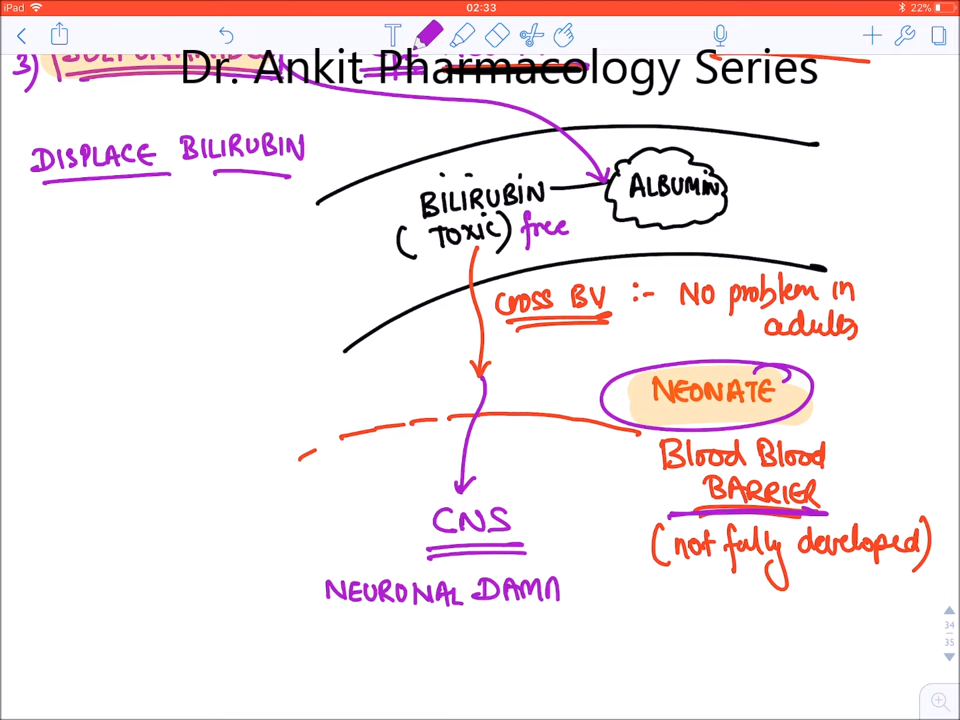 iPad 02:33 22%
3)
Dr. Ankit Pharmacology Series
DISPLACE BILIRUBIN
BILIRUBIN ALBUMIN
(TOXIC) free
CROSS BV :- No problem in
adults
NEONATE
Blood Blood
BARRIER
(not fully developed)
CNS
NEURONAL DAMA
34
35